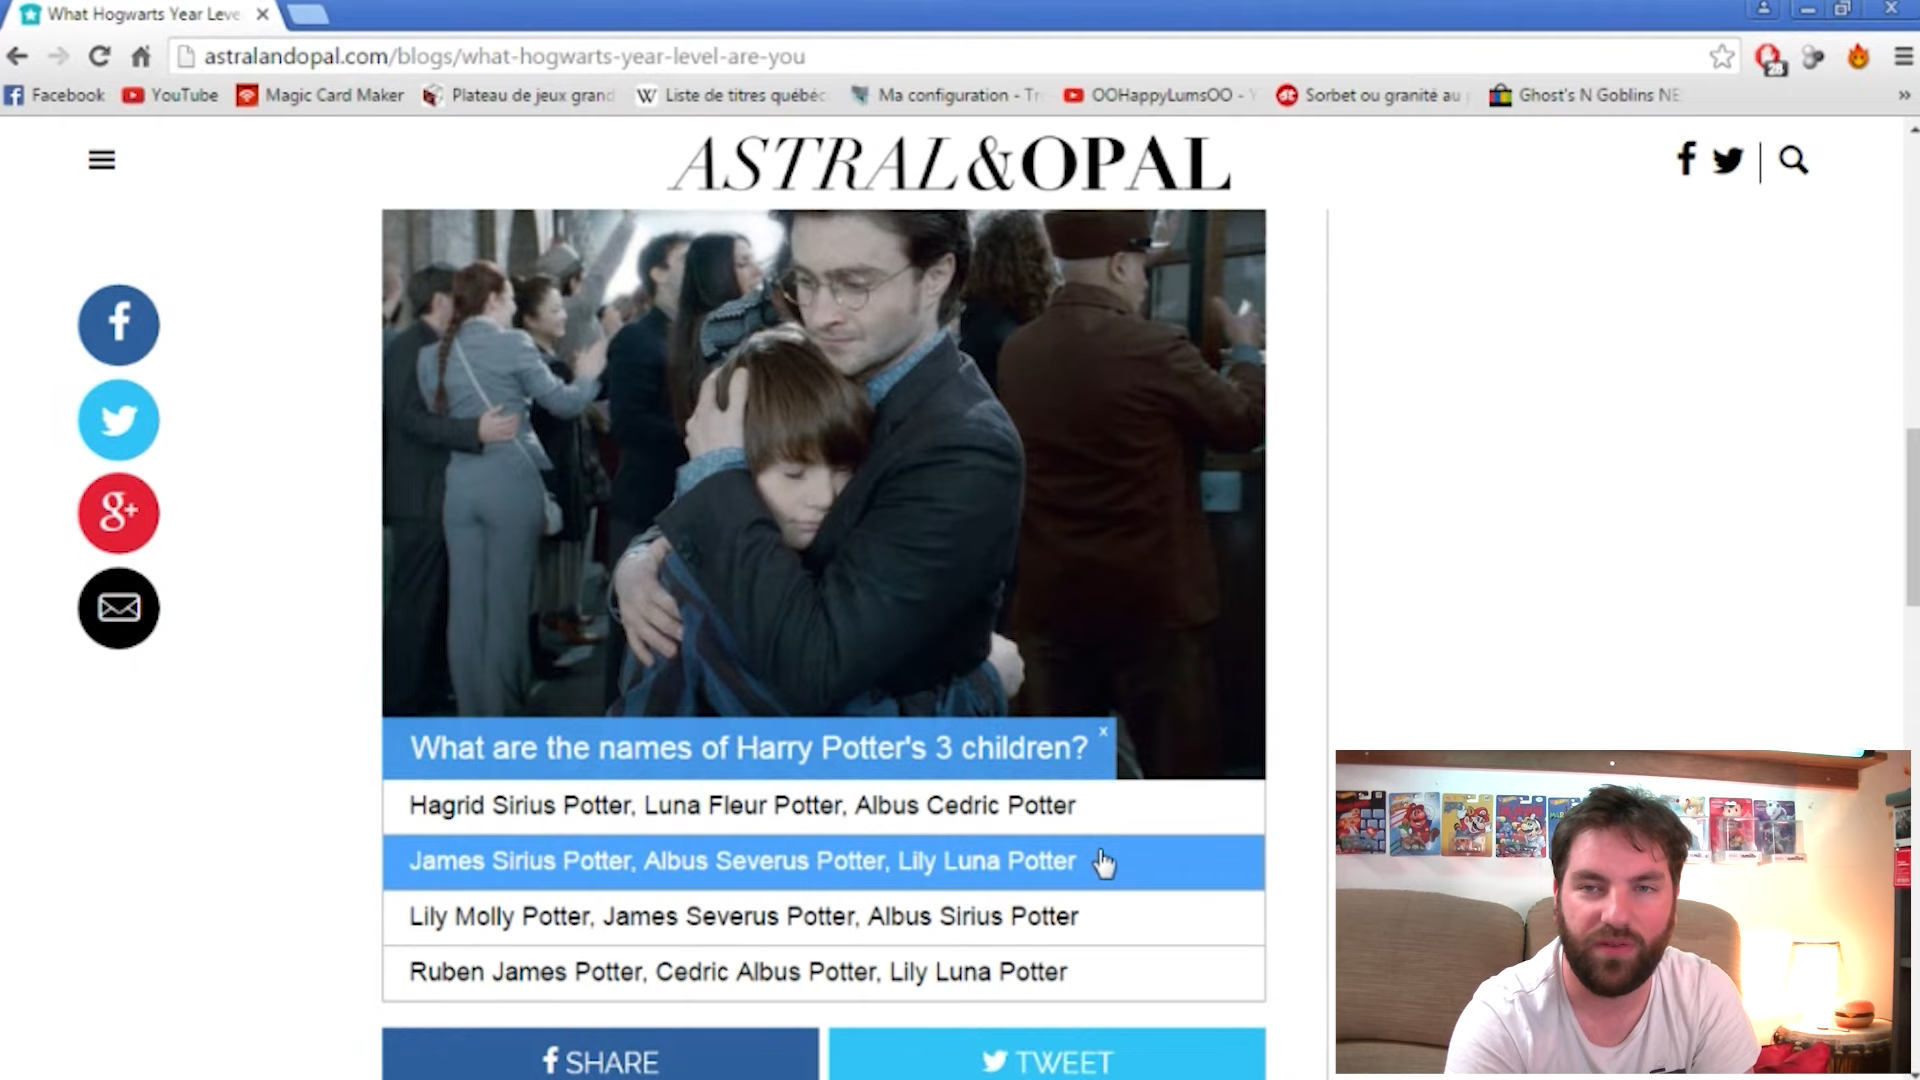 What Hogwarts Year Leve
astralandopal.com/blogs/what-hogwarts-year-level-are-you
Facebook YouTube Magic Card Maker Plateau de jeux grand Liste de titres québéc Ma configuration - Tr OOHappyLumsOO - Y Sorbet ou granité au Ghost's N Goblins NE
ASTRAL&OPAL
What are the names of Harry Potter's 3 children? x
Hagrid Sirius Potter, Luna Fleur Potter, Albus Cedric Potter
James Sirius Potter, Albus Severus Potter, Lily Luna Potter
Lily Molly Potter, James Severus Potter, Albus Sirius Potter
Ruben James Potter, Cedric Albus Potter, Lily Luna Potter
SHARE TWEET